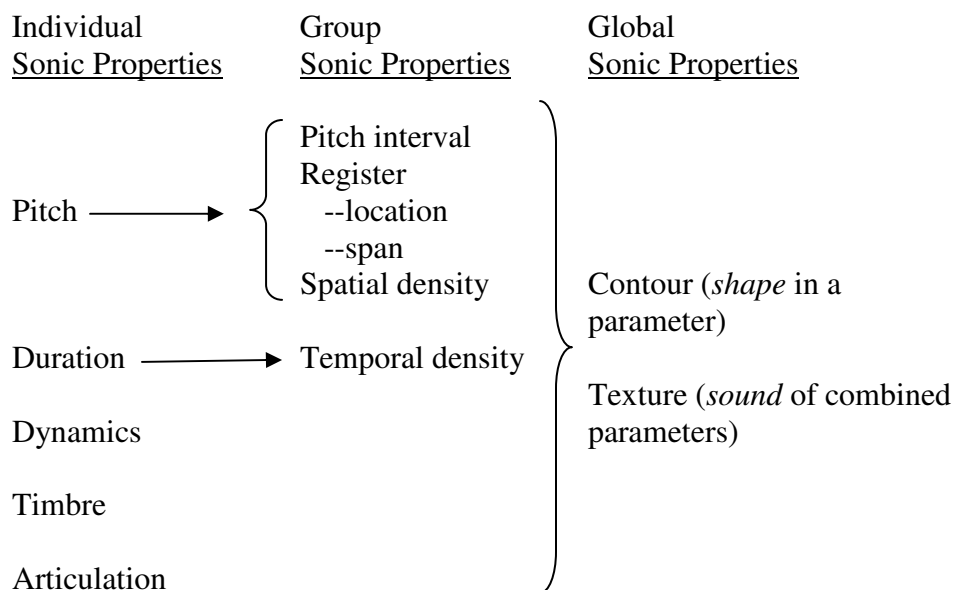 Individual Group Global
Sonic Properties Sonic Properties Sonic Properties
Pitch interval
Register
Pitch --location
--span
Spatial density Contour (shape in a
parameter)
Duration Temporal density
Texture (sound of combined
Dynamics parameters)
Timbre
Articulation